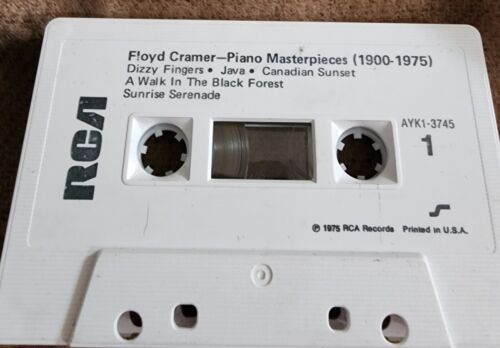 Floyd Cramer—Piano Masterpieces (1900-1975)
Dizzy Fingers • Java • Canadian Sunset
A Walk In The Black Forest
Sunrise Serenade
RCA
AYK1-3745
1
℗ 1975 RCA Records Printed in U.S.A.